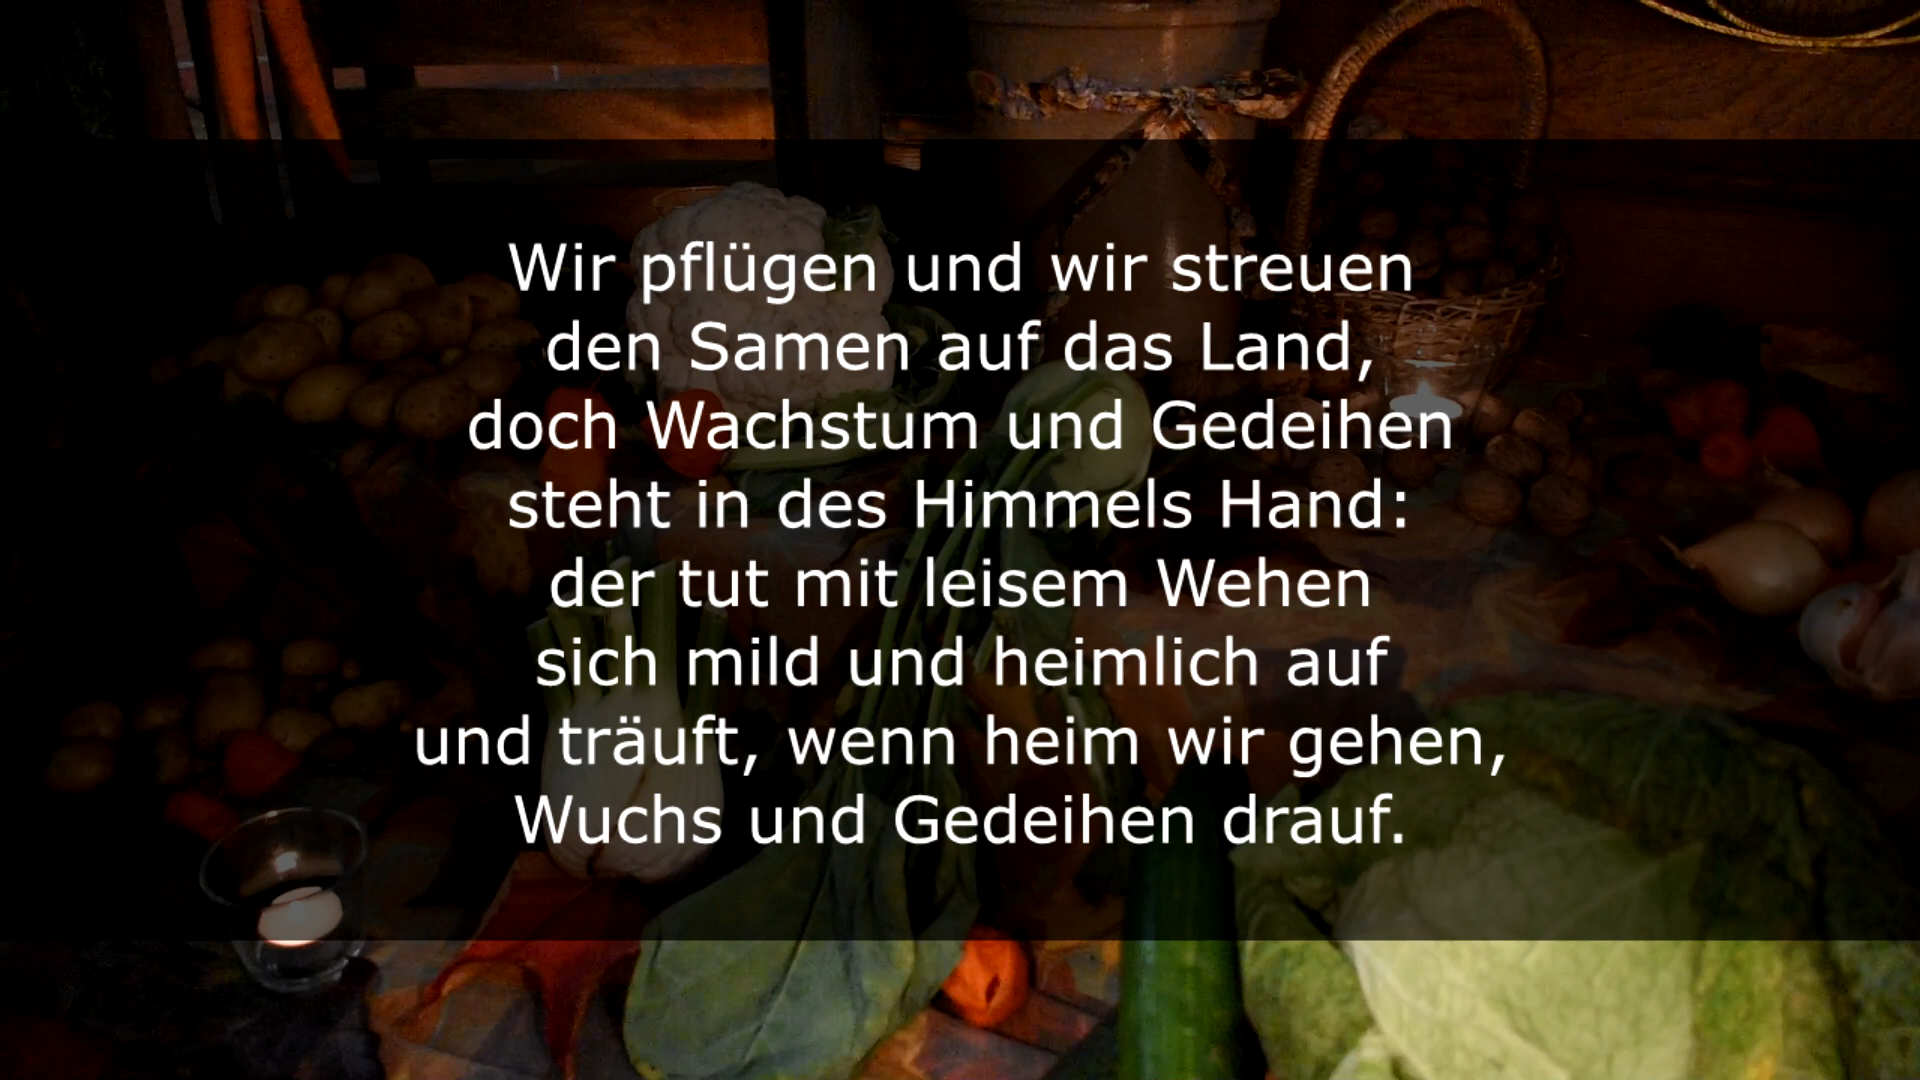 Wir pflügen und wir streuen
den Samen auf das Land,
doch Wachstum und Gedeihen
steht in des Himmels Hand:
der tut mit leisem Wehen
sich mild und heimlich auf
und träuft, wenn heim wir gehen,
Wuchs und Gedeihen drauf.